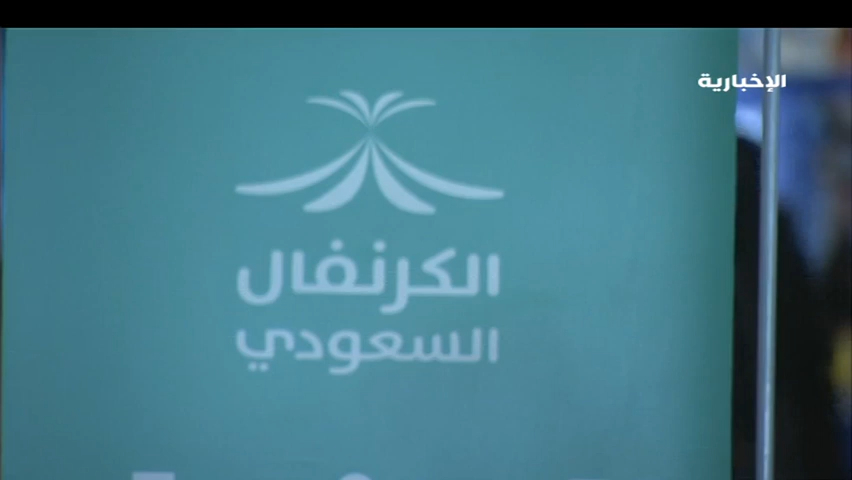 الإخبارية
الكرنفال
السعودي